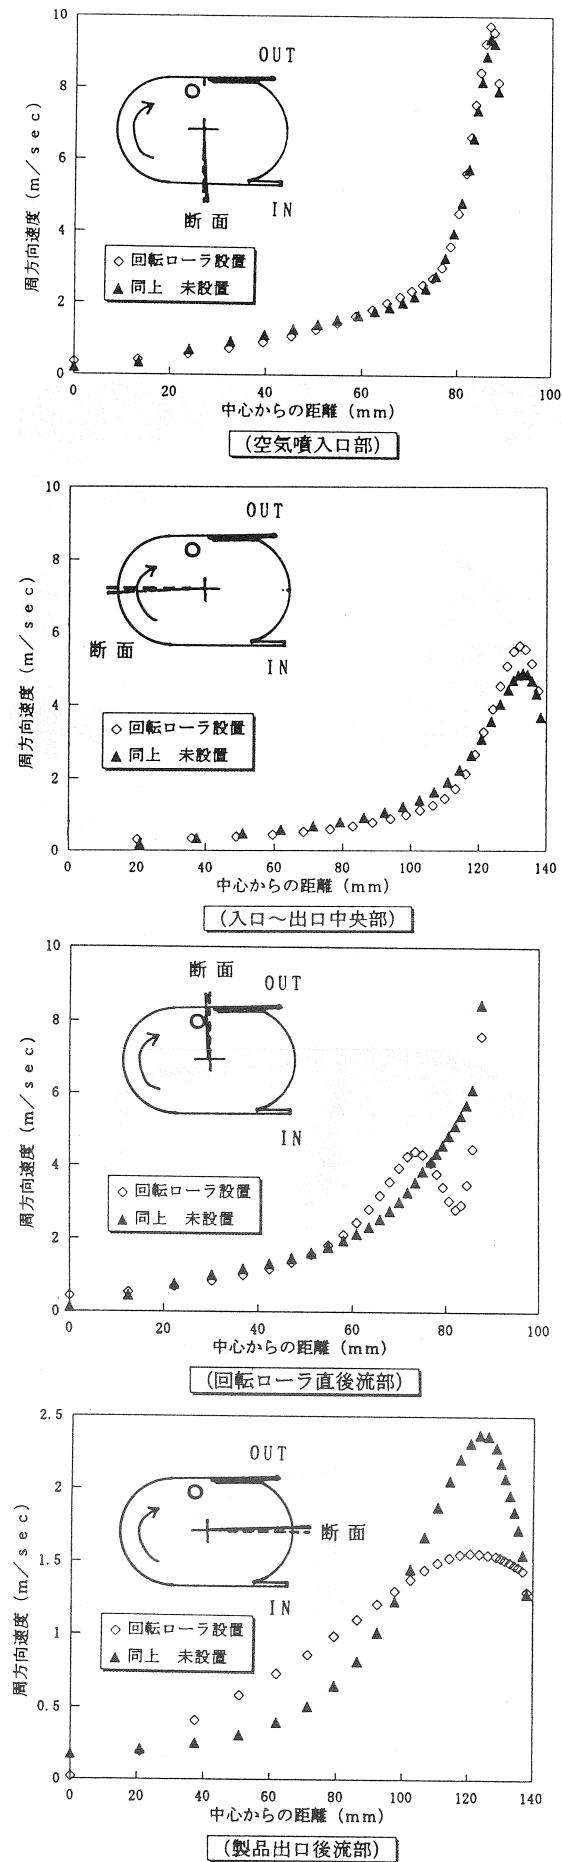 10
8
6
4
2
0
周方向速度 (m/sec)
OUT
IN
断面
◇ 回転ローラ設置
▲ 同上 未設置
0 20 40 60 80 100
中心からの距離 (mm)
(空気噴入口部)
10
8
6
4
2
0
周方向速度 (m/sec)
OUT
断面
IN
◇ 回転ローラ設置
▲ 同上 未設置
0 20 40 60 80 100 120 140
中心からの距離 (mm)
(入口～出口中央部)
10
8
6
4
2
0
周方向速度 (m/sec)
断面
OUT
IN
◇ 回転ローラ設置
▲ 同上 未設置
0 20 40 60 80 100
中心からの距離 (mm)
(回転ローラ直後流部)
2.5
2
1.5
1
0.5
0
周方向速度 (m/sec)
OUT
断面
IN
◇ 回転ローラ設置
▲ 同上 未設置
0 20 40 60 80 100 120 140
中心からの距離 (mm)
(製品出口後流部)